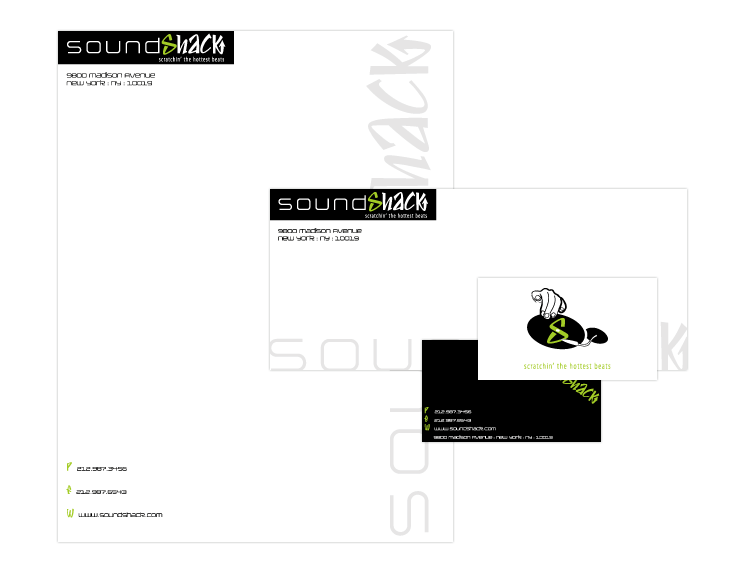 soundShack
scratchin' the hottest beats
9800 Madison Avenue
New York : NY : 10019
shack
soundShack
scratchin' the hottest beats
9800 Madison Avenue
New York : NY : 10019
S
scratchin' the hottest beats
sou
k
shack
P 212.987.3456
F 212.987.6543
W www.soundshack.com
9800 Madison Avenue : New York : NY : 10019
so
P 212.987.3456
F 212.987.6543
W www.soundshack.com